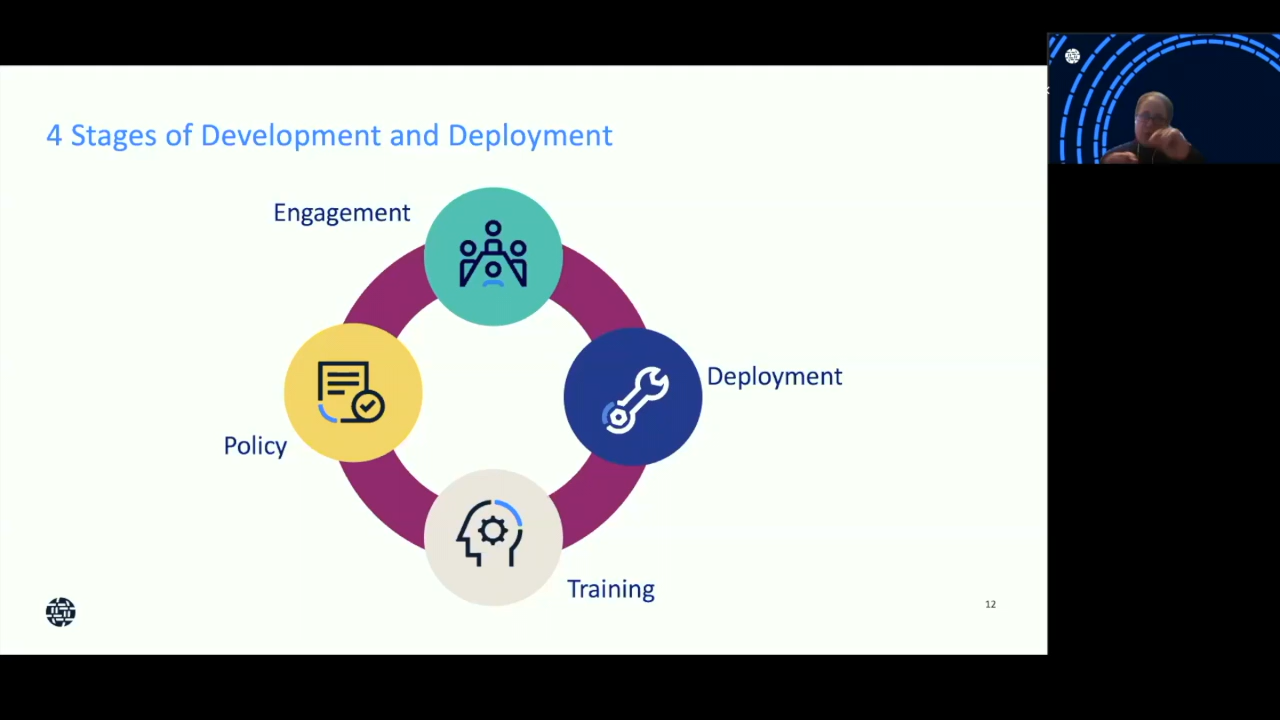 4 Stages of Development and Deployment
Engagement
Deployment
Policy
Training
12